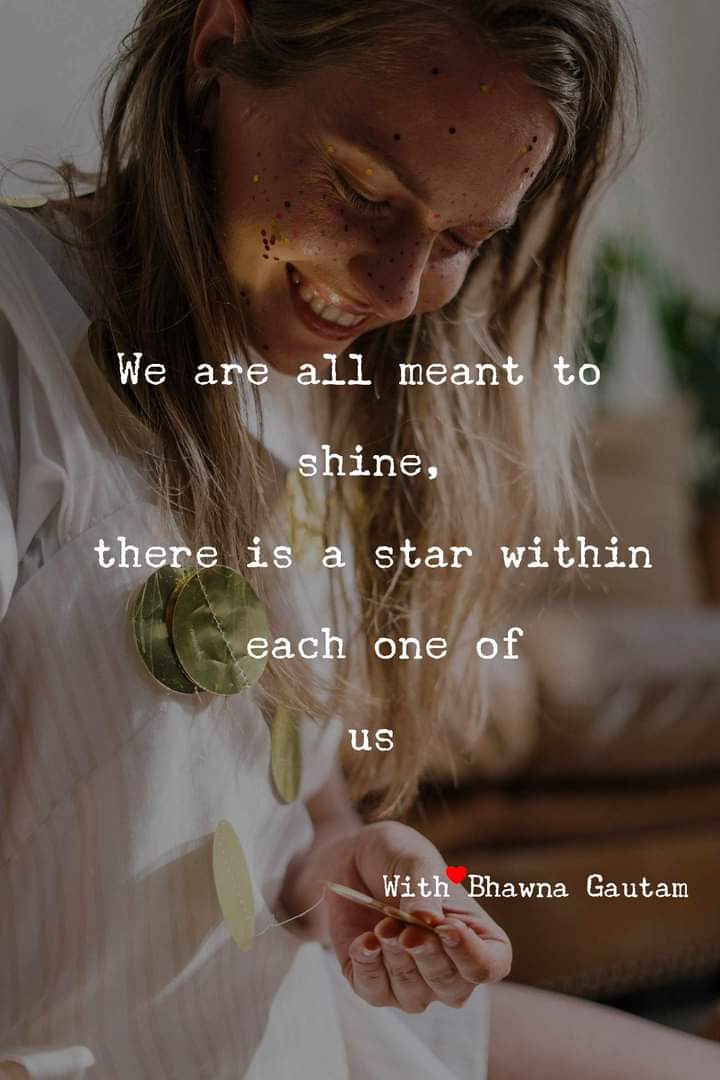 We are all meant to
shine,
there is a star within
each one of
us
With❤Bhawna Gautam